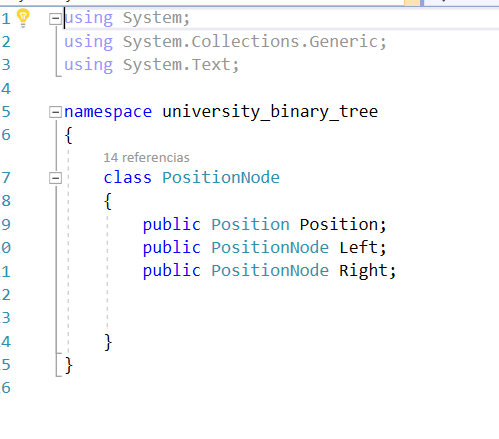 1 using System;
2 using System.Collections.Generic;
3 using System.Text;
4
5 namespace university_binary_tree
6 {
14 referencias
7 class PositionNode
8 {
9 public Position Position;
0 public PositionNode Left;
1 public PositionNode Right;
2
3
4 }
5 }
6